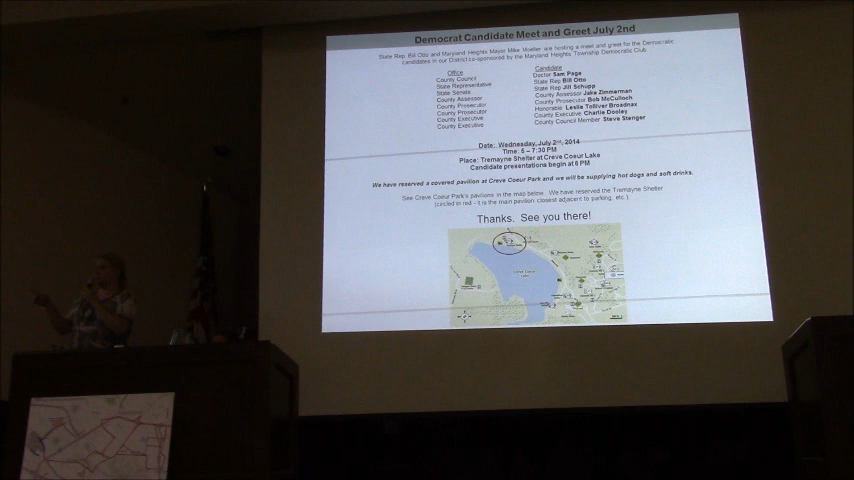 Democrat Candidate Meet and Greet July 2nd
State Rep. Bill Otto and Maryland Heights Mayor Mike Moeller are hosting a meet and greet for the Democratic
candidates in our District co-sponsored by the Maryland Heights Township Democratic Club.
Office Candidate
County Council Doctor Sam Page
State Representative State Rep Bill Otto
State Senate State Rep Jill Schupp
County Assessor County Assessor Jake Zimmerman
County Prosecutor County Prosecutor Bob McCulloch
County Prosecutor Honorable Leslie Tolliver Broadnax
County Executive County Executive Charlie Dooley
County Executive County Council Member Steve Stenger
Date: Wednesday, July 2nd, 2014
Time: 5 – 7:30 PM
Place: Tremayne Shelter at Creve Coeur Lake
Candidate presentations begin at 6 PM
We have reserved a covered pavilion at Creve Coeur Park and we will be supplying hot dogs and soft drinks.
See Creve Coeur Park's pavilions in the map below. We have reserved the Tremayne Shelter
(circled in red - it is the main pavilion closest adjacent to parking, etc.)
Thanks. See you there!